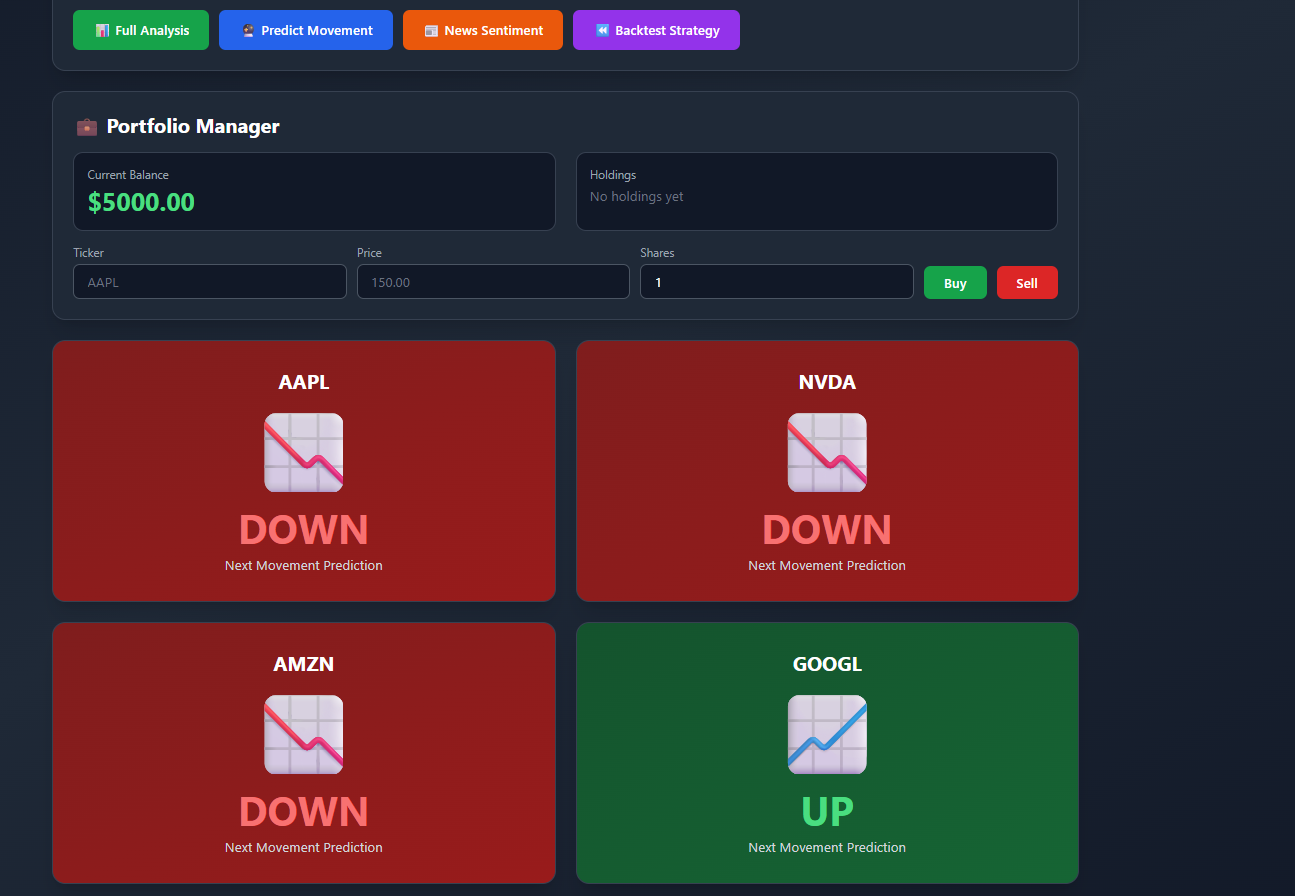 Full Analysis
Predict Movement
News Sentiment
Backtest Strategy
Portfolio Manager
Current Balance
$5000.00
Holdings
No holdings yet
Ticker
Price
Shares
AAPL
150.00
1
Buy
Sell
AAPL
DOWN
Next Movement Prediction
NVDA
DOWN
Next Movement Prediction
AMZN
DOWN
Next Movement Prediction
GOOGL
UP
Next Movement Prediction